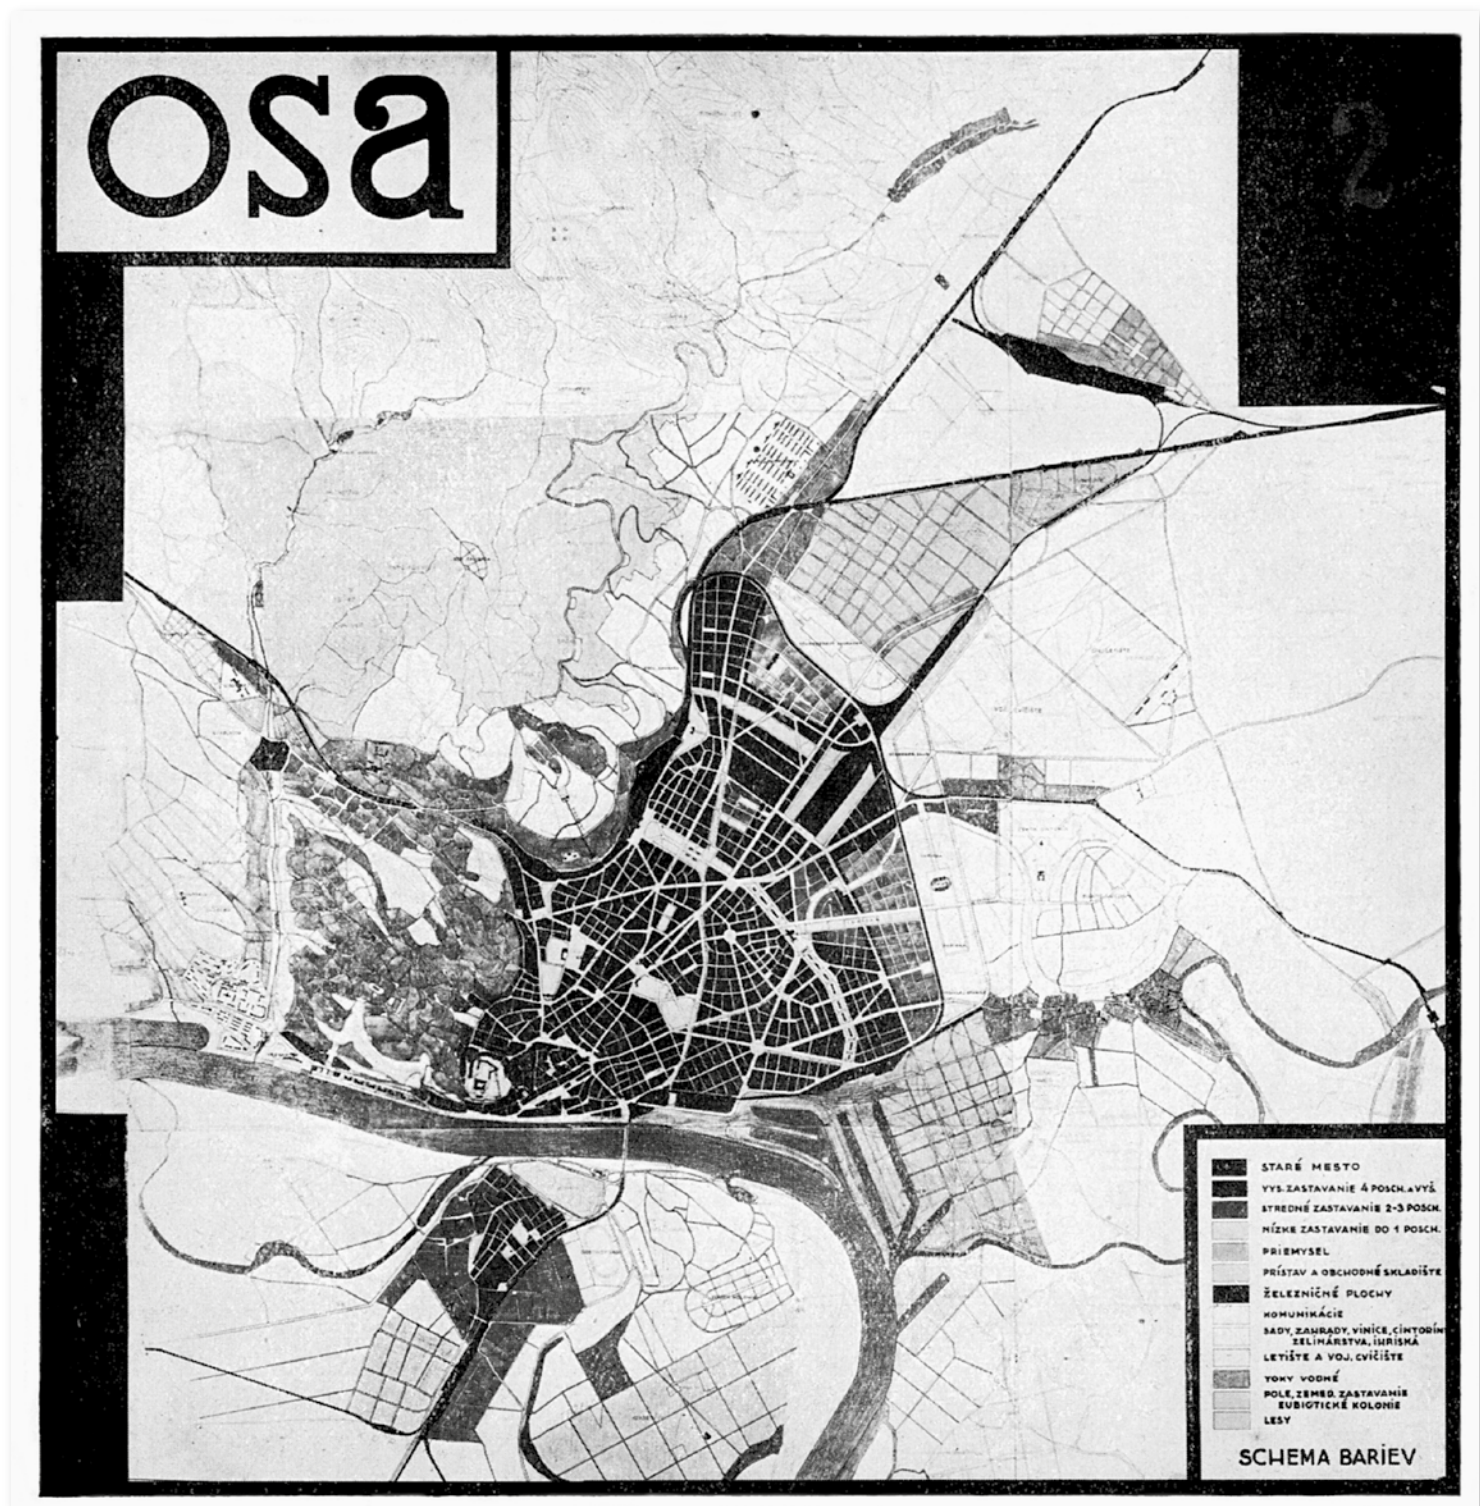 osa
2
STARÉ MESTO
VYS. ZASTAVANIE 4 POSCH. A VYŠ.
STREDNÉ ZASTAVANIE 2-3 POSCH.
NÍZKE ZASTAVANIE DO 1 POSCH.
PRIEMYSEL
PRÍSTAV A OBCHODNÉ SKLADIŠTE
ŽELEZNIČNÉ PLOCHY
KOMUNIKÁCIE
SADY, ZAHRADY, VINICE, CINTORÍN
ZELINÁRSTVA, IHRISKÁ
LETIŠTE A VOJ. CVIČIŠTE
TOKY VODNÉ
POLE, ZEMED. ZASTAVANIE
EUBIOTICKÉ KOLONIE
LESY
SCHEMA BARIEV